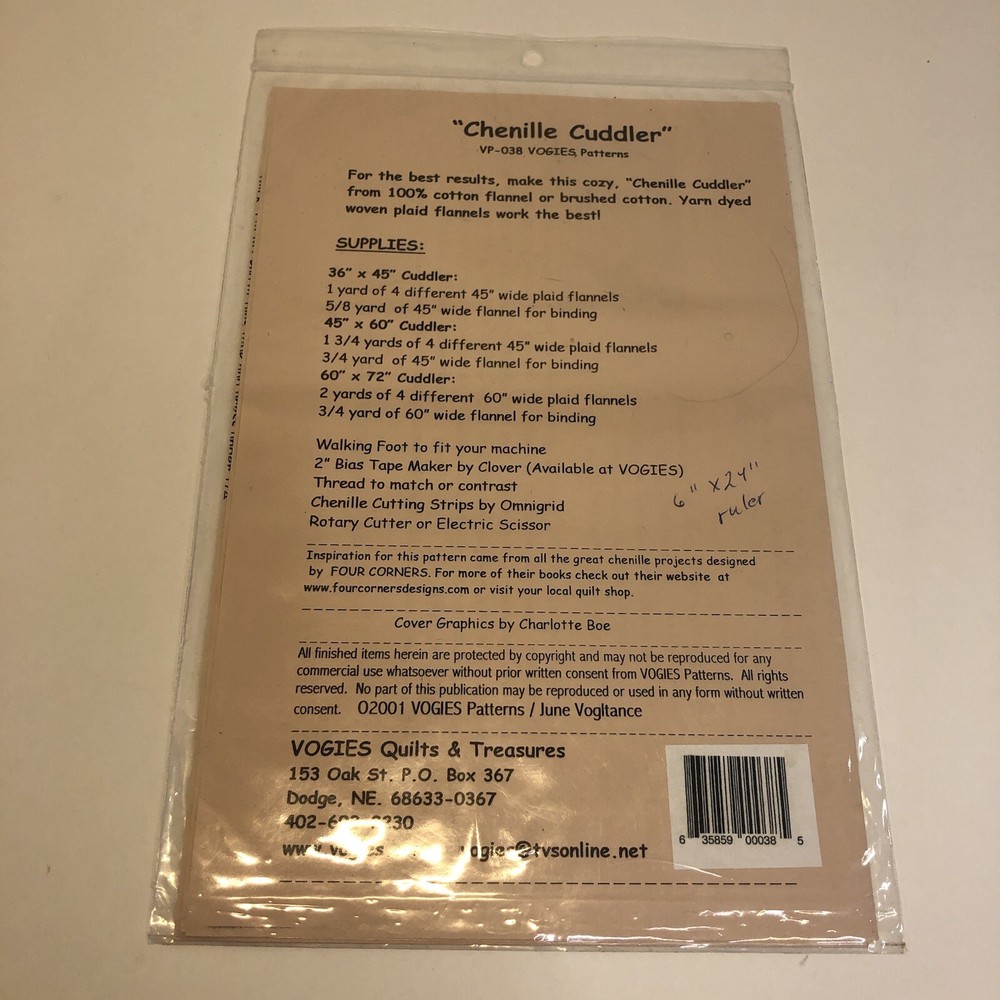 "Chenille Cuddler"
VP-038 VOGIES Patterns
For the best results, make this cozy, "Chenille Cuddler"
from 100% cotton flannel or brushed cotton. Yarn dyed
woven plaid flannels work the best!
SUPPLIES:
36" x 45" Cuddler:
1 yard of 4 different 45" wide plaid flannels
5/8 yard of 45" wide flannel for binding
45" x 60" Cuddler:
1 3/4 yards of 4 different 45" wide plaid flannels
3/4 yard of 45" wide flannel for binding
60" x 72" Cuddler:
2 yards of 4 different 60" wide plaid flannels
3/4 yard of 60" wide flannel for binding
Walking Foot to fit your machine
2" Bias Tape Maker by Clover (Available at VOGIES)
Thread to match or contrast
Chenille Cutting Strips by Omnigrid
Rotary Cutter or Electric Scissor
6" x 24"
ruler
Inspiration for this pattern came from all the great chenille projects designed
by FOUR CORNERS. For more of their books check out their website at
www.fourcornersdesigns.com or visit your local quilt shop.
Cover Graphics by Charlotte Boe
All finished items herein are protected by copyright and may not be reproduced for any
commercial use whatsoever without prior written consent from VOGIES Patterns. All rights
reserved. No part of this publication may be reproduced or used in any form without written
consent. O2001 VOGIES Patterns / June Vogltance
VOGIES Quilts & Treasures
153 Oak St. P.O. Box 367
Dodge, NE. 68633-0367
6 35859 00038 5